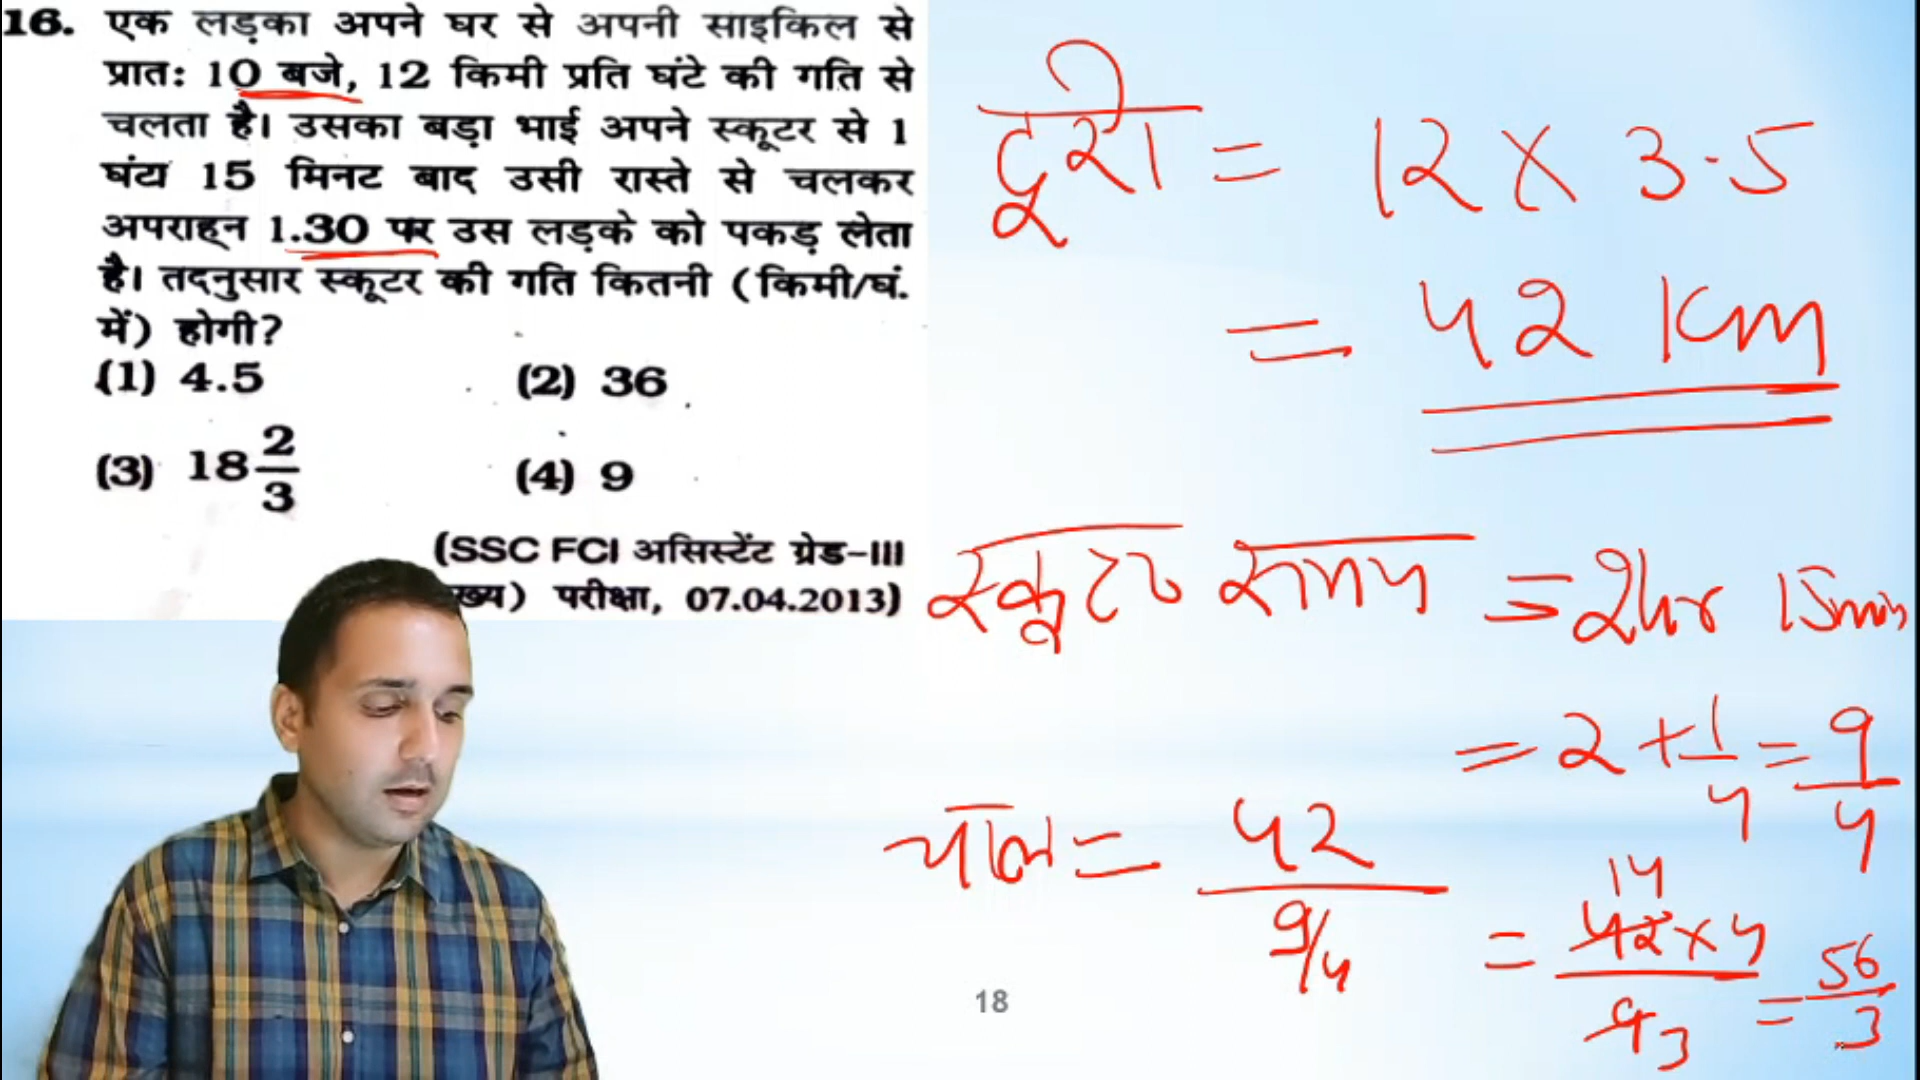 16. एक लड़का अपने घर से अपनी साइकिल से
प्रातः 10 बजे, 12 किमी प्रति घंटे की गति से
चलता है। उसका बड़ा भाई अपने स्कूटर से 1
घंटा 15 मिनट बाद उसी रास्ते से चलकर
अपराह्न 1.30 पर उस लड़के को पकड़ लेता
है। तदनुसार स्कूटर की गति कितनी (किमी/घं.
में) होगी?
(1) 4.5 (2) 36
(3) 18 2/3 (4) 9
(SSC FCI असिस्टेंट ग्रेड-III
ख्य) परीक्षा, 07.04.2013)
दूरी = 12 × 3.5
= 42 Km
स्कूटर समय = 2hr 15min
= 2 + 1/4 = 9/4
चाल = 42 / 9/4
14
= 42 × 4 / 9 3 = 56/3
18